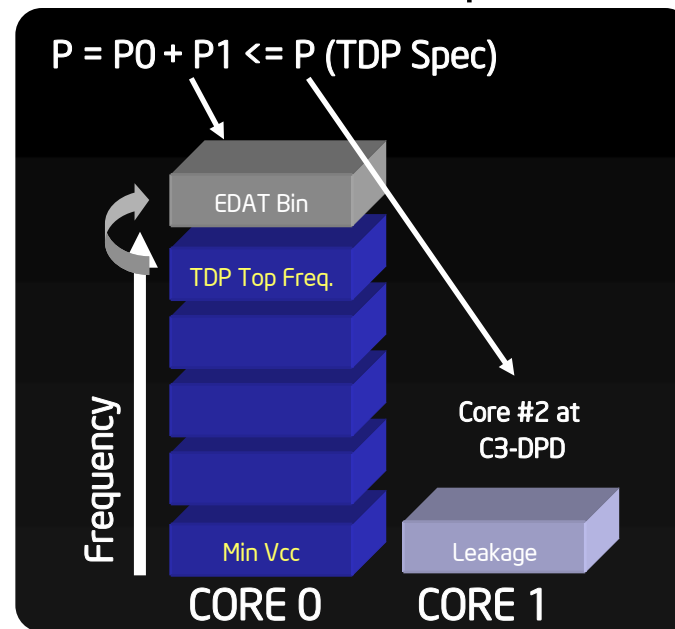 P = P0 + P1 <= P (TDP Spec)
EDAT Bin
TDP Top Freq.
Frequency
Core #2 at
C3-DPD
Min Vcc
Leakage
CORE 0
CORE 1